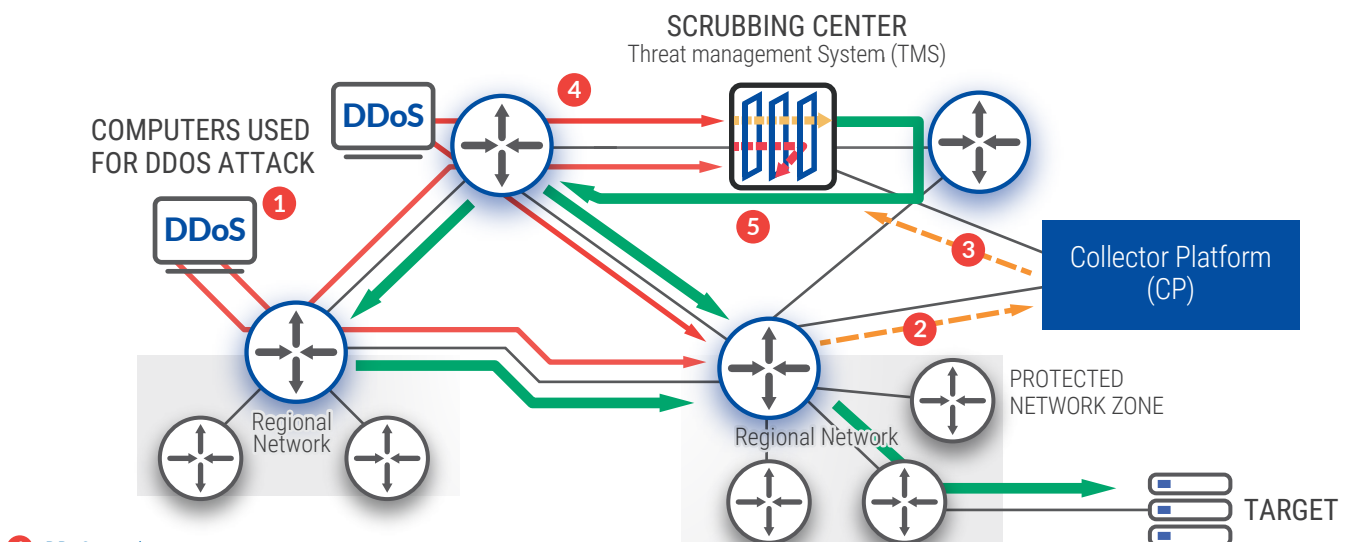 SCRUBBING CENTER
Threat management System (TMS)
4
DDoS
COMPUTERS USED
FOR DDOS ATTACK
1
DDoS
5
3
Collector Platform
(CP)
2
PROTECTED
NETWORK ZONE
Regional
Network
Regional Network
TARGET